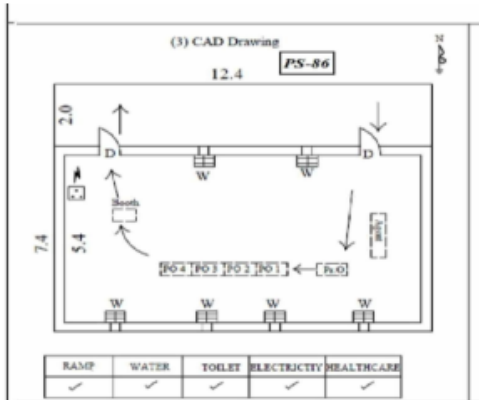 (3) CAD Drawing
PS-86
N
12.4
2.0
D
D
W
W
Booth
7.4
5.4
Agent
PO 4 PO 3 PO 2 PO 1 Pr.O
W W W W
RAMP WATER TOILET ELECTRICTIY HEALTHCARE
✓ ✓ ✓ ✓ ✓